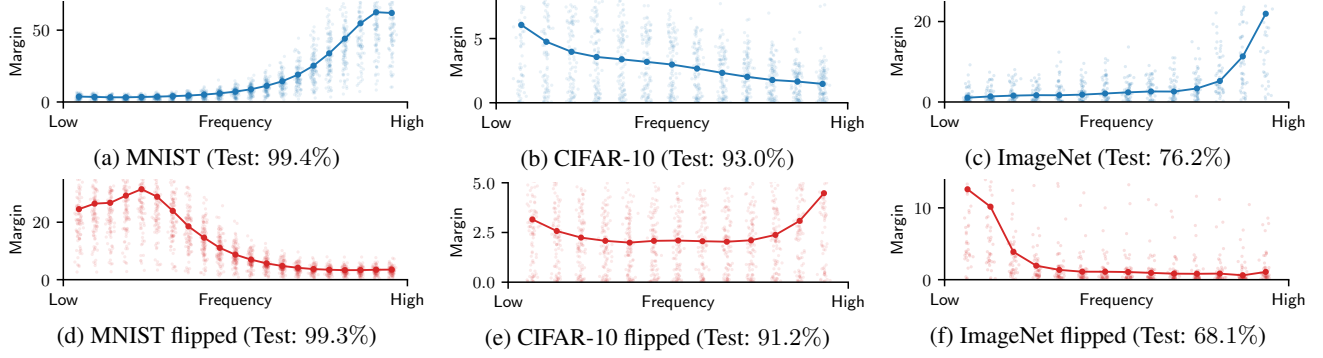 Margin
50
0
Low
Frequency
High
(a) MNIST (Test: 99.4%)
Margin
5
0
Low
Frequency
High
(b) CIFAR-10 (Test: 93.0%)
Margin
20
0
Low
Frequency
High
(c) ImageNet (Test: 76.2%)
Margin
20
0
Low
Frequency
High
(d) MNIST flipped (Test: 99.3%)
Margin
5.0
2.5
0.0
Low
Frequency
High
(e) CIFAR-10 flipped (Test: 91.2%)
Margin
10
0
Low
Frequency
High
(f) ImageNet flipped (Test: 68.1%)